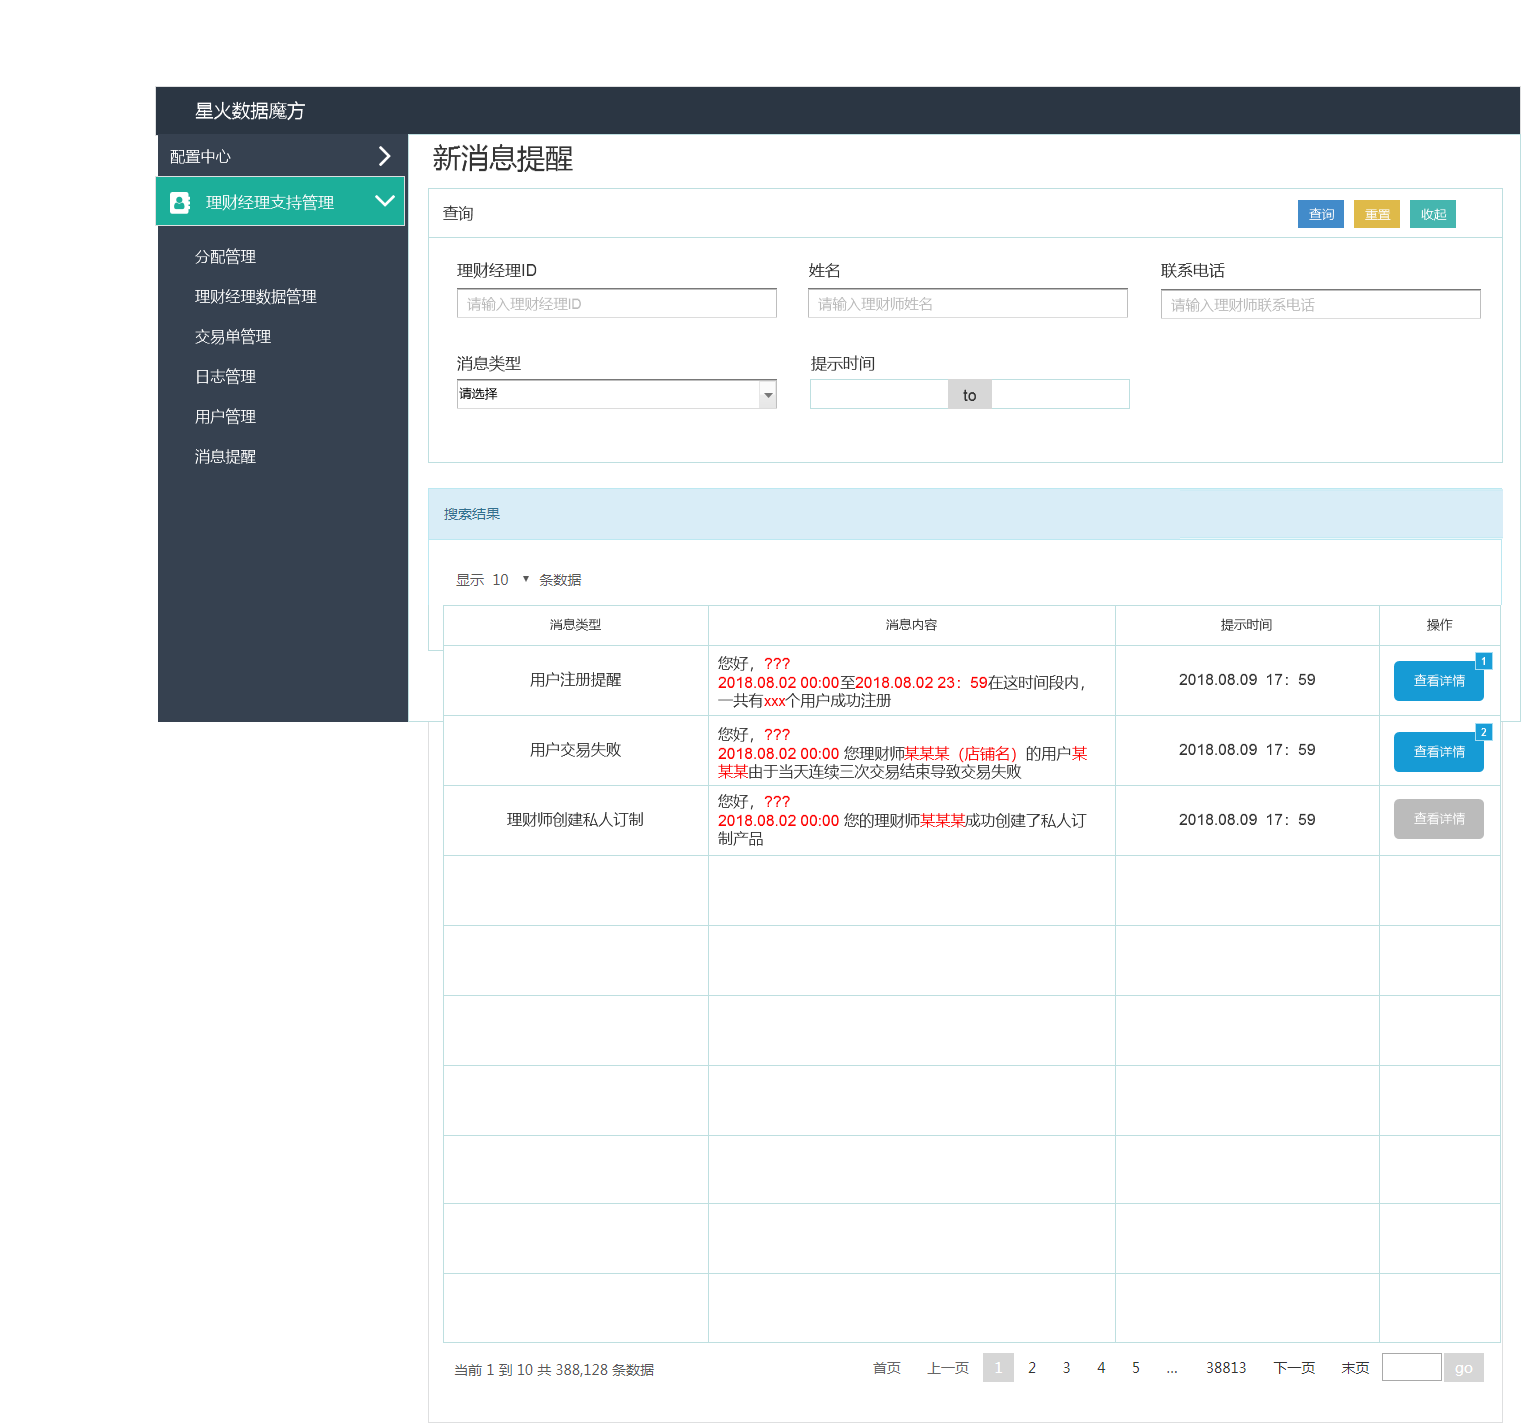 星火数据魔方
配置中心
理财经理支持管理
分配管理
理财经理数据管理
交易单管理
日志管理
用户管理
消息提醒
新消息提醒
查询
查询 重置 收起
理财经理ID 姓名 联系电话
请输入理财经理ID 请输入理财师姓名 请输入理财师联系电话
消息类型 提示时间
请选择 to
搜索结果
显示 10 ▼ 条数据
消息类型 消息内容 提示时间 操作
用户注册提醒
您好，???
2018.08.02 00:00至2018.08.02 23：59在这时间段内，
一共有xxx个用户成功注册
2018.08.09 17：59
查看详情 1
用户交易失败
您好，???
2018.08.02 00:00 您理财师某某某（店铺名）的用户某
某某由于当天连续三次交易结束导致交易失败
2018.08.09 17：59
查看详情 2
理财师创建私人订制
您好，???
2018.08.02 00:00 您的理财师某某某成功创建了私人订
制产品
2018.08.09 17：59
查看详情
当前 1 到 10 共 388,128 条数据
首页 上一页 1 2 3 4 5 ... 38813 下一页 末页 go